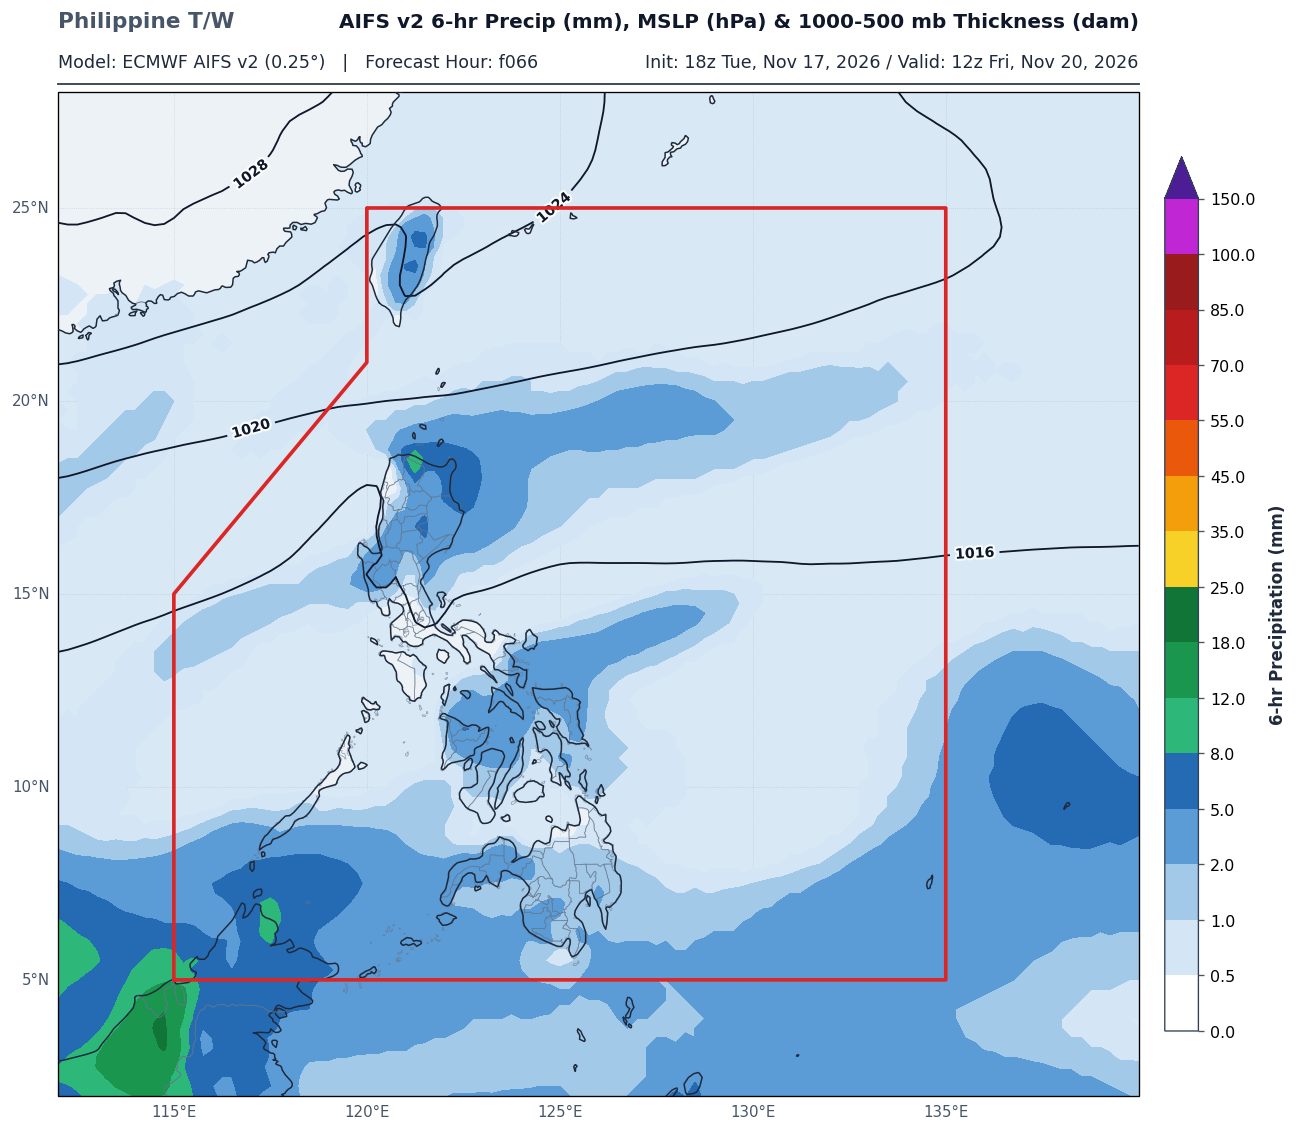 Philippine T/W
AIFS v2 6-hr Precip (mm), MSLP (hPa) & 1000-500 mb Thickness (dam)
Model: ECMWF AIFS v2 (0.25°) | Forecast Hour: f066
Init: 18z Tue, Nov 17, 2026 / Valid: 12z Fri, Nov 20, 2026
1028
1024
1020
1016
25°N
20°N
15°N
10°N
5°N
115°E
120°E
125°E
130°E
135°E
150.0
100.0
85.0
70.0
55.0
45.0
35.0
25.0
18.0
12.0
8.0
5.0
2.0
1.0
0.5
0.0
6-hr Precipitation (mm)